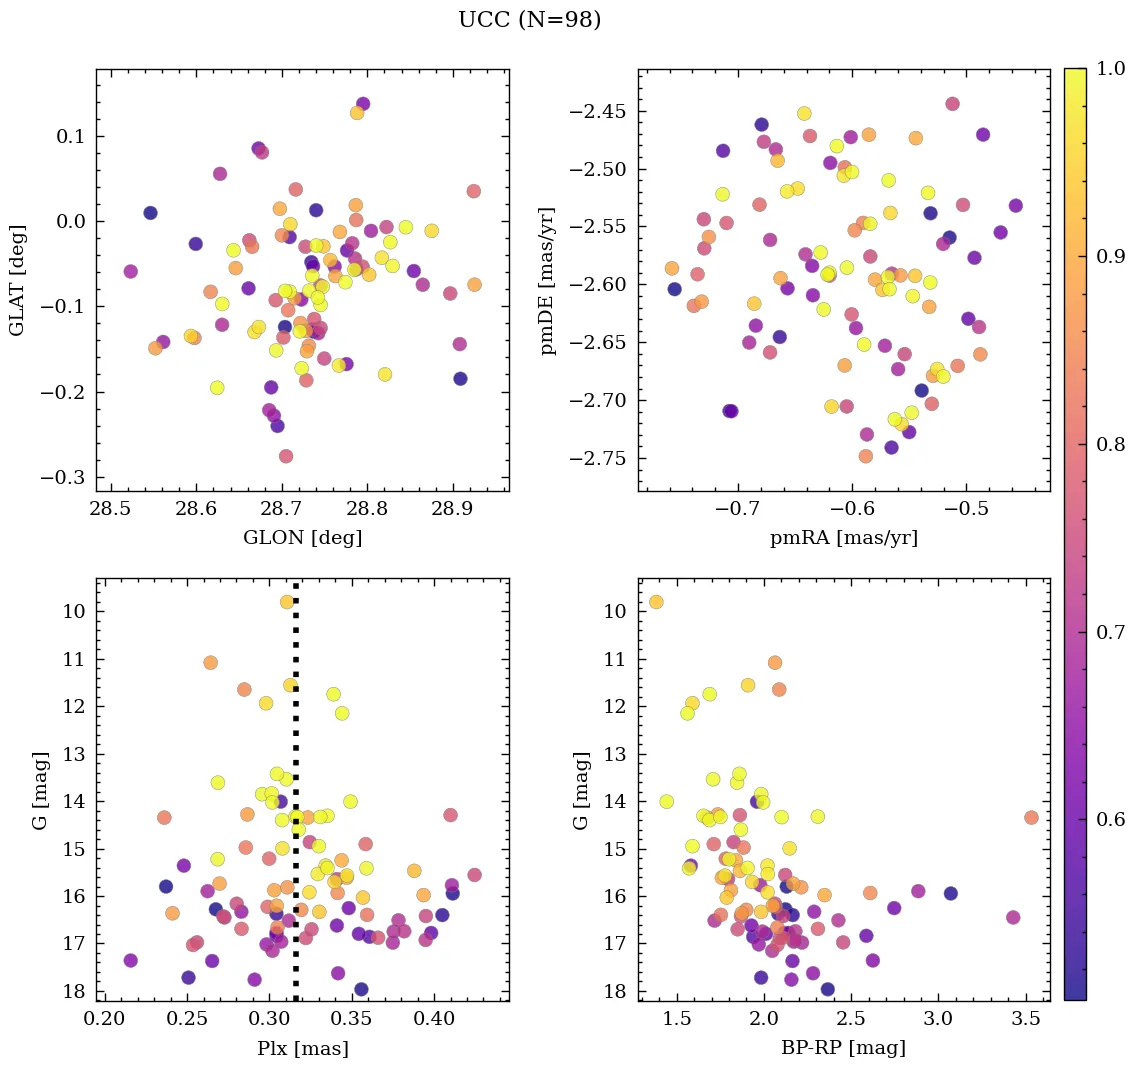 UCC (N=98)
0.1
0.0
−0.1
−0.2
−0.3
GLAT [deg]
28.5 28.6 28.7 28.8 28.9
GLON [deg]
−2.45
−2.50
−2.55
−2.60
−2.65
−2.70
−2.75
pmDE [mas/yr]
−0.7 −0.6 −0.5
pmRA [mas/yr]
1.0
0.9
0.8
0.7
0.6
10
11
12
13
14
15
16
17
18
G [mag]
0.20 0.25 0.30 0.35 0.40
Plx [mas]
10
11
12
13
14
15
16
17
18
G [mag]
1.5 2.0 2.5 3.0 3.5
BP-RP [mag]